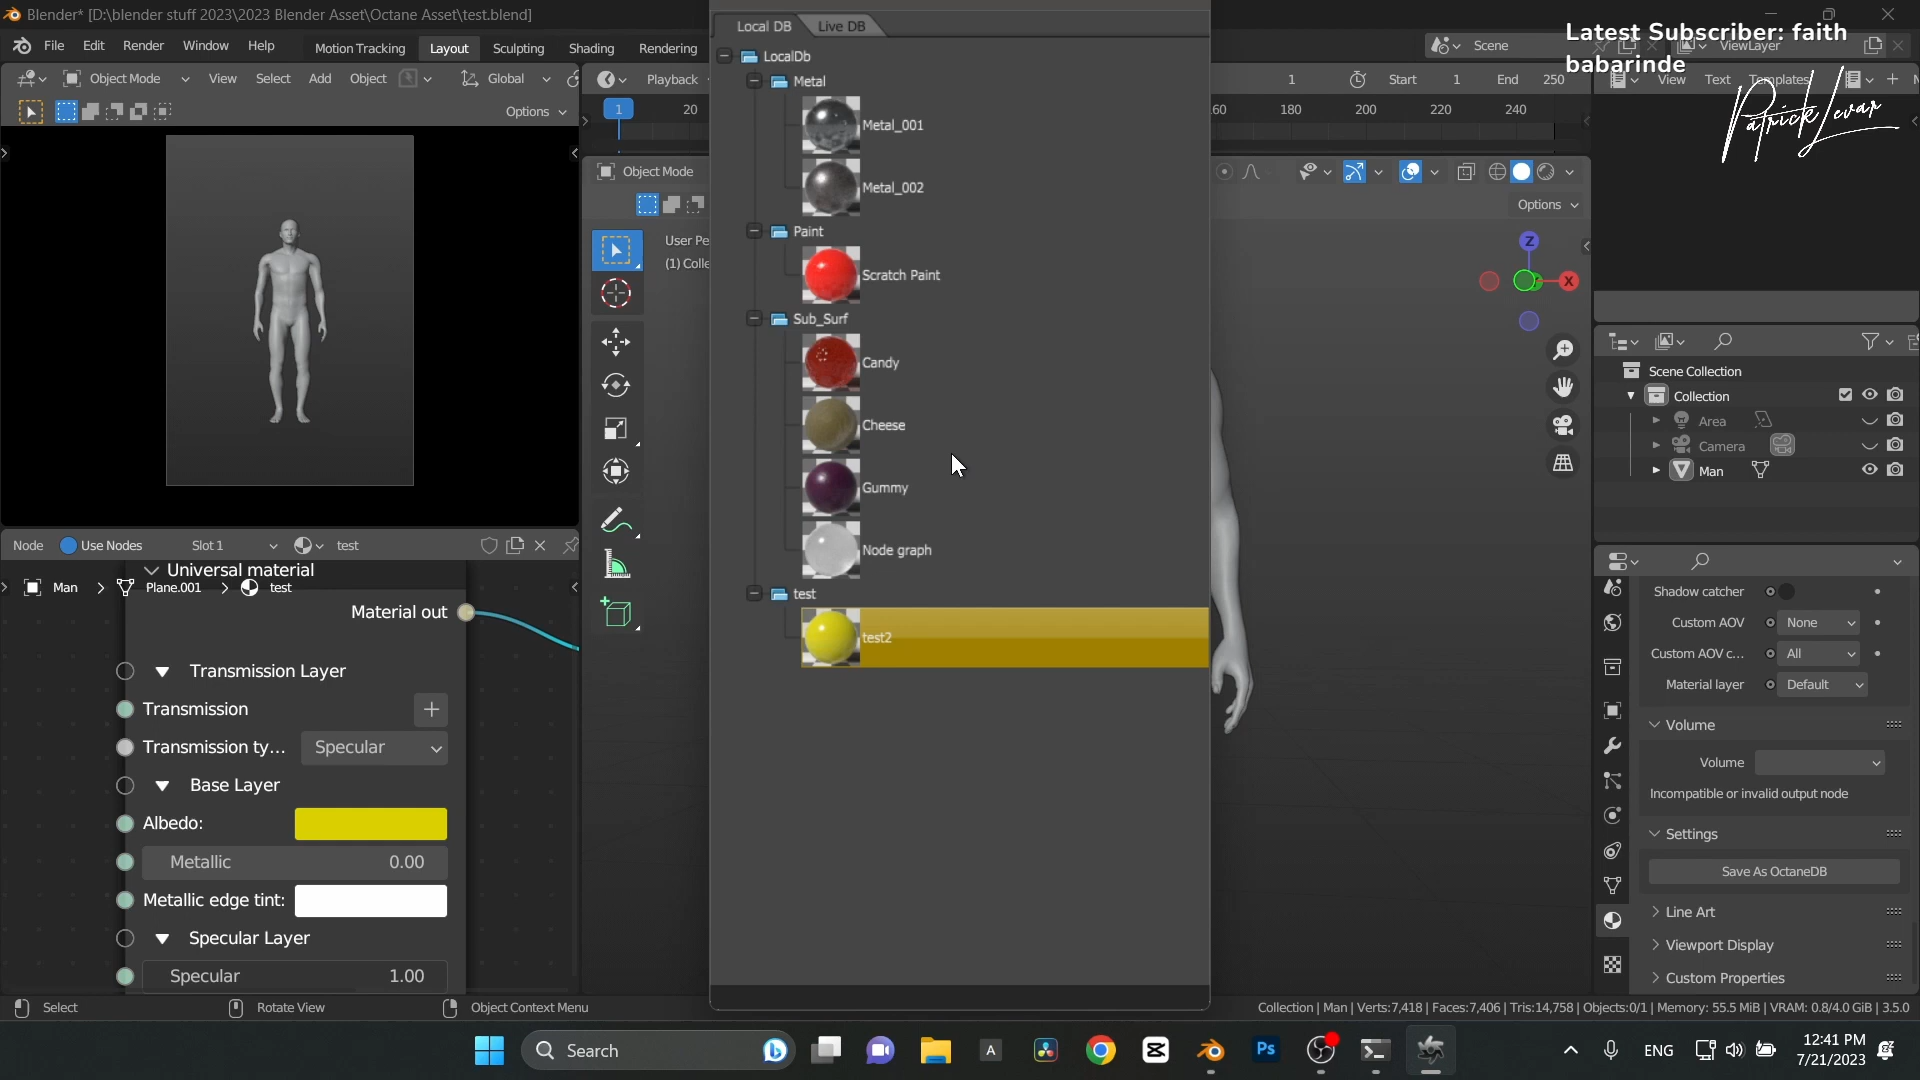 Blender* [D:\blender stuff 2023\2023 Blender Asset\Octane Asset\test.blend]
File Edit Render Window Help Motion Tracking Layout Sculpting Shading Rendering
Scene ViewLayer
Latest Subscriber: faith
babarinde
Patrick Levar
Object Mode View Select Add Object Global
Options
Playback 1 Start 1 End 250
View Text Templates
1 20 180 200 220 240
Local DB Live DB
LocalDb
Metal
Metal_001
Metal_002
Paint
Scratch Paint
Sub_Surf
Candy
Cheese
Gummy
Node graph
test
test2
Object Mode
Options
User Pe
(1) Colle
Z
X
Scene Collection
Collection
Area
Camera
Man
Node Use Nodes Slot 1 test
Universal material
Man > Plane.001 > test
Material out
Transmission Layer
Transmission
Transmission ty... Specular
Base Layer
Albedo:
Metallic 0.00
Metallic edge tint:
Specular Layer
Specular 1.00
Shadow catcher
Custom AOV None
Custom AOV c... All
Material layer Default
Volume
Volume
Incompatible or invalid output node
Settings
Save As OctaneDB
Line Art
Viewport Display
Custom Properties
Select Rotate View Object Context Menu
Collection | Man | Verts:7,418 | Faces:7,406 | Tris:14,758 | Objects:0/1 | Memory: 55.5 MiB | VRAM: 0.8/4.0 GiB | 3.5.0
Search
A
Ps
ENG
12:41 PM
7/21/2023